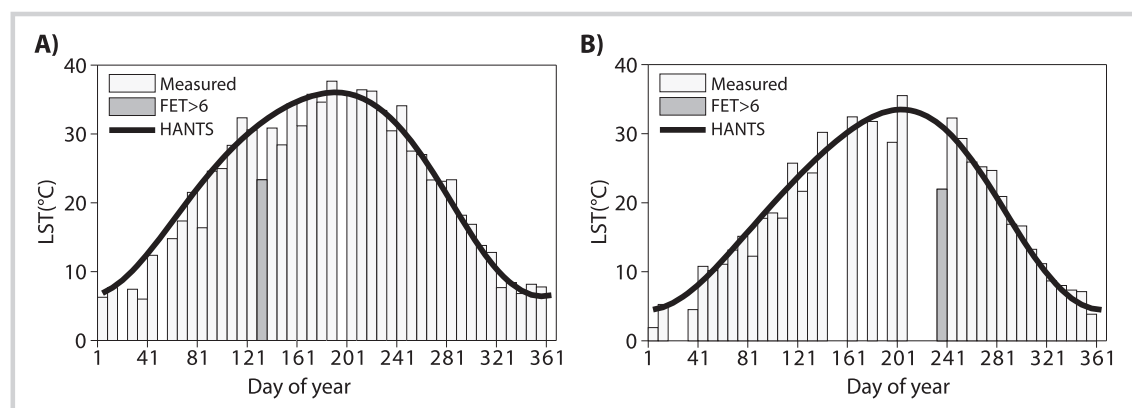 A)
40
30
20
10
0
LST(°C)
Measured
FET>6
HANTS
1 41 81 121 161 201 241 281 321 361
Day of year
B)
40
30
20
10
0
LST(°C)
Measured
FET>6
HANTS
1 41 81 121 161 201 241 281 321 361
Day of year